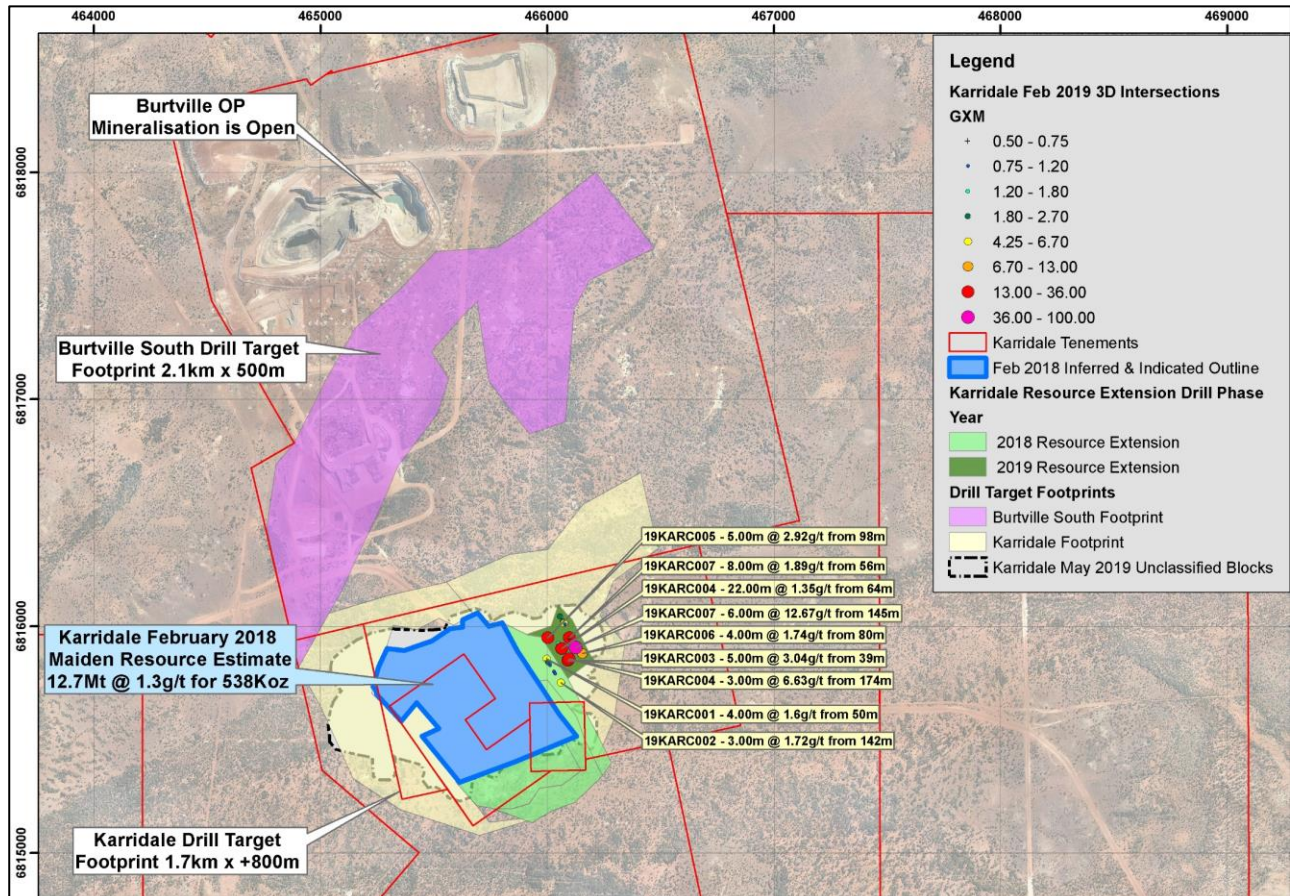 464000
465000
466000
467000
468000
469000
6818000
6817000
6816000
6815000
Burtville OP
Mineralisation is Open
Burtville South Drill Target
Footprint 2.1km x 500m
Karridale February 2018
Maiden Resource Estimate
12.7Mt @ 1.3g/t for 538Koz
Karridale Drill Target
Footprint 1.7km x +800m
19KARC005 - 5.00m @ 2.92g/t from 98m
19KARC007 - 8.00m @ 1.89g/t from 56m
19KARC004 - 22.00m @ 1.35g/t from 64m
19KARC007 - 6.00m @ 12.67g/t from 145m
19KARC006 - 4.00m @ 1.74g/t from 80m
19KARC003 - 5.00m @ 3.04g/t from 39m
19KARC004 - 3.00m @ 6.63g/t from 174m
19KARC001 - 4.00m @ 1.6g/t from 50m
19KARC002 - 3.00m @ 1.72g/t from 142m
Legend
Karridale Feb 2019 3D Intersections
GXM
0.50 - 0.75
0.75 - 1.20
1.20 - 1.80
1.80 - 2.70
4.25 - 6.70
6.70 - 13.00
13.00 - 36.00
36.00 - 100.00
Karridale Tenements
Feb 2018 Inferred & Indicated Outline
Karridale Resource Extension Drill Phase
Year
2018 Resource Extension
2019 Resource Extension
Drill Target Footprints
Burtville South Footprint
Karridale Footprint
Karridale May 2019 Unclassified Blocks